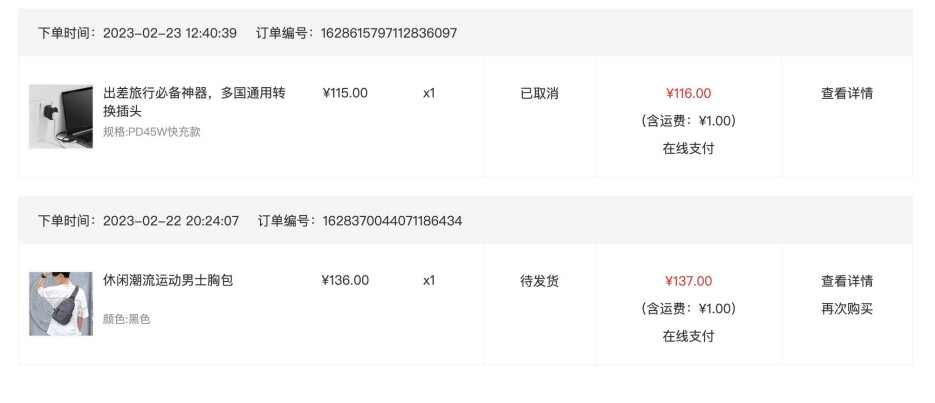 下单时间：2023-02-23 12:40:39 订单编号：1628615797112836097
出差旅行必备神器，多国通用转 ¥115.00 x1 已取消 ¥116.00 查看详情
换插头
规格:PD45W快充款
(含运费：¥1.00)
在线支付
下单时间：2023-02-22 20:24:07 订单编号：1628370044071186434
休闲潮流运动男士胸包 ¥136.00 x1 待发货 ¥137.00 查看详情
(含运费：¥1.00) 再次购买
颜色:黑色
在线支付